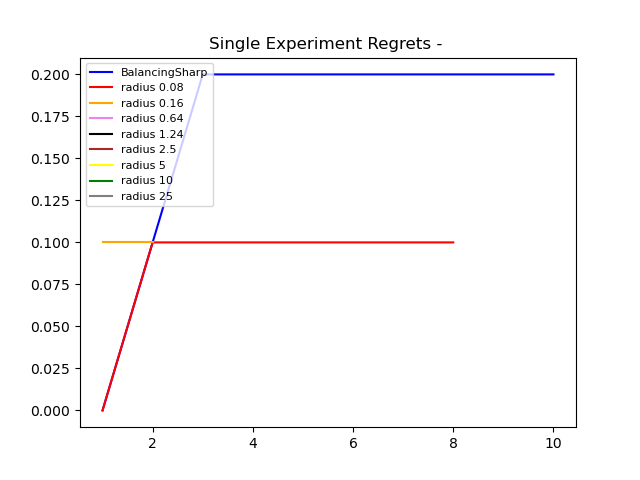 Single Experiment Regrets -
BalancingSharp
radius 0.08
radius 0.16
radius 0.64
radius 1.24
radius 2.5
radius 5
radius 10
radius 25
0.200
0.175
0.150
0.125
0.100
0.075
0.050
0.025
0.000
2 4 6 8 10